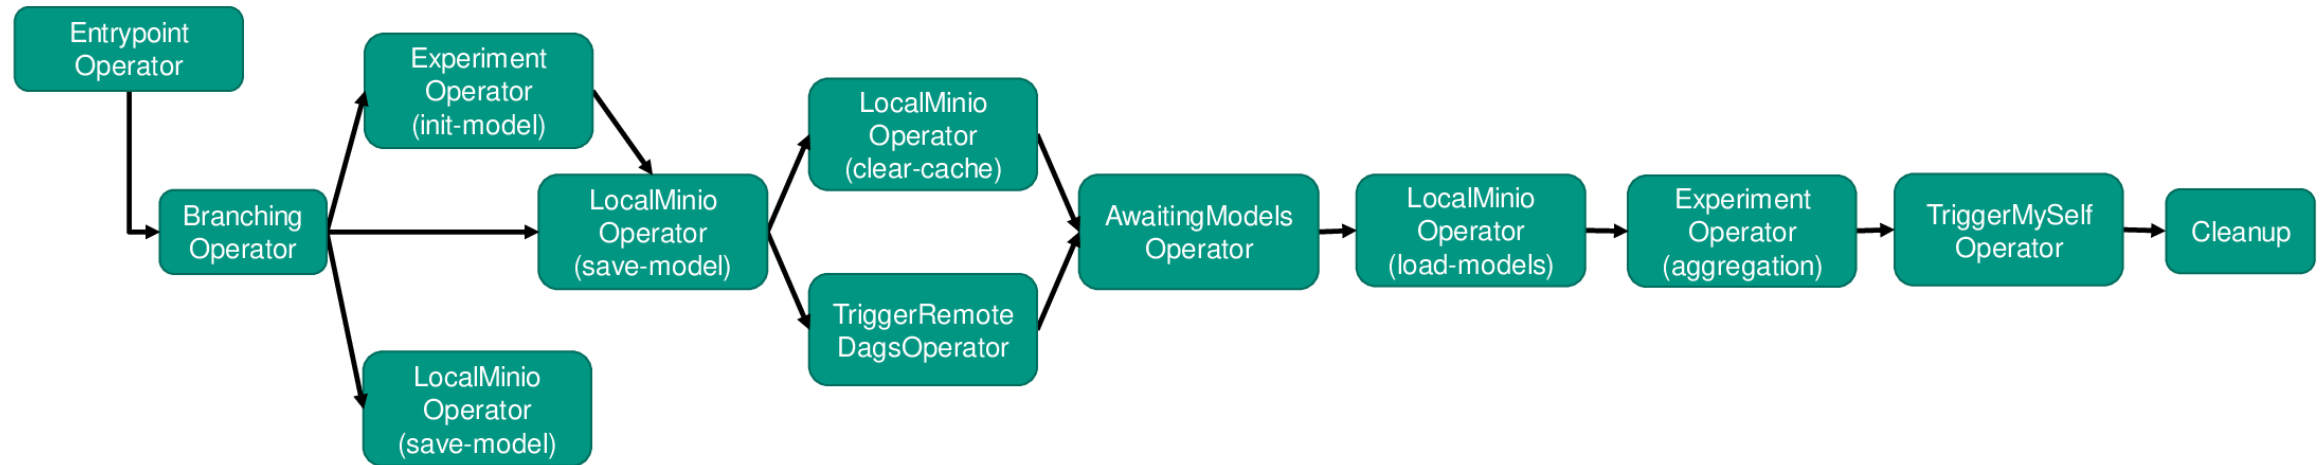 Entrypoint
Operator
Branching
Operator
Experiment
Operator
(init-model)
LocalMinio
Operator
(save-model)
LocalMinio
Operator
(save-model)
LocalMinio
Operator
(clear-cache)
TriggerRemote
DagsOperator
AwaitingModels
Operator
LocalMinio
Operator
(load-models)
Experiment
Operator
(aggregation)
TriggerMySelf
Operator
Cleanup